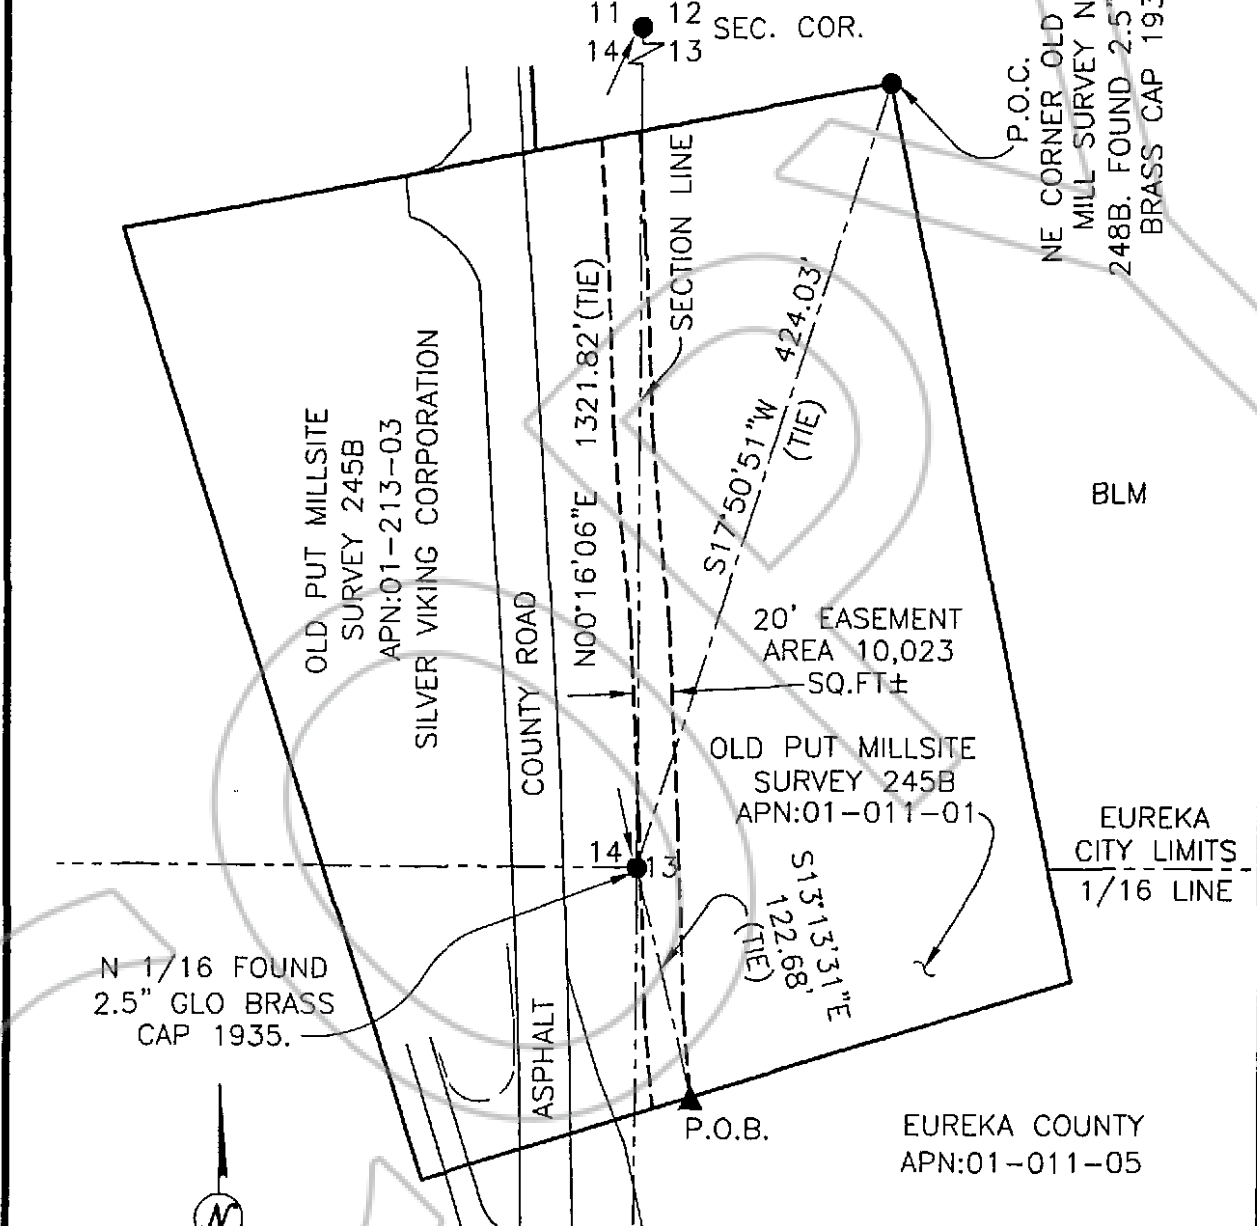 11 12
14 13
SEC. COR.
P.O.C.
NE CORNER OLD
MILL SURVEY
248B. FOUND 2.5"
BRASS CAP
SECTION LINE
N00°16'06"E 1321.82'(TIE)
S17°50'51"W 424.03'
(TIE)
OLD PUT MILLSITE
SURVEY 245B
APN:01-213-03
SILVER VIKING CORPORATION
COUNTY ROAD
BLM
20' EASEMENT
AREA 10,023
SQ.FT±
OLD PUT MILLSITE
SURVEY 245B
APN:01-011-01
14 13
EUREKA
CITY LIMITS
1/16 LINE
S13°13'31"E
122.68'
(TIE)
N 1/16 FOUND
2.5" GLO BRASS
CAP 1935.
ASPHALT
P.O.B.
EUREKA COUNTY
APN:01-011-05
N